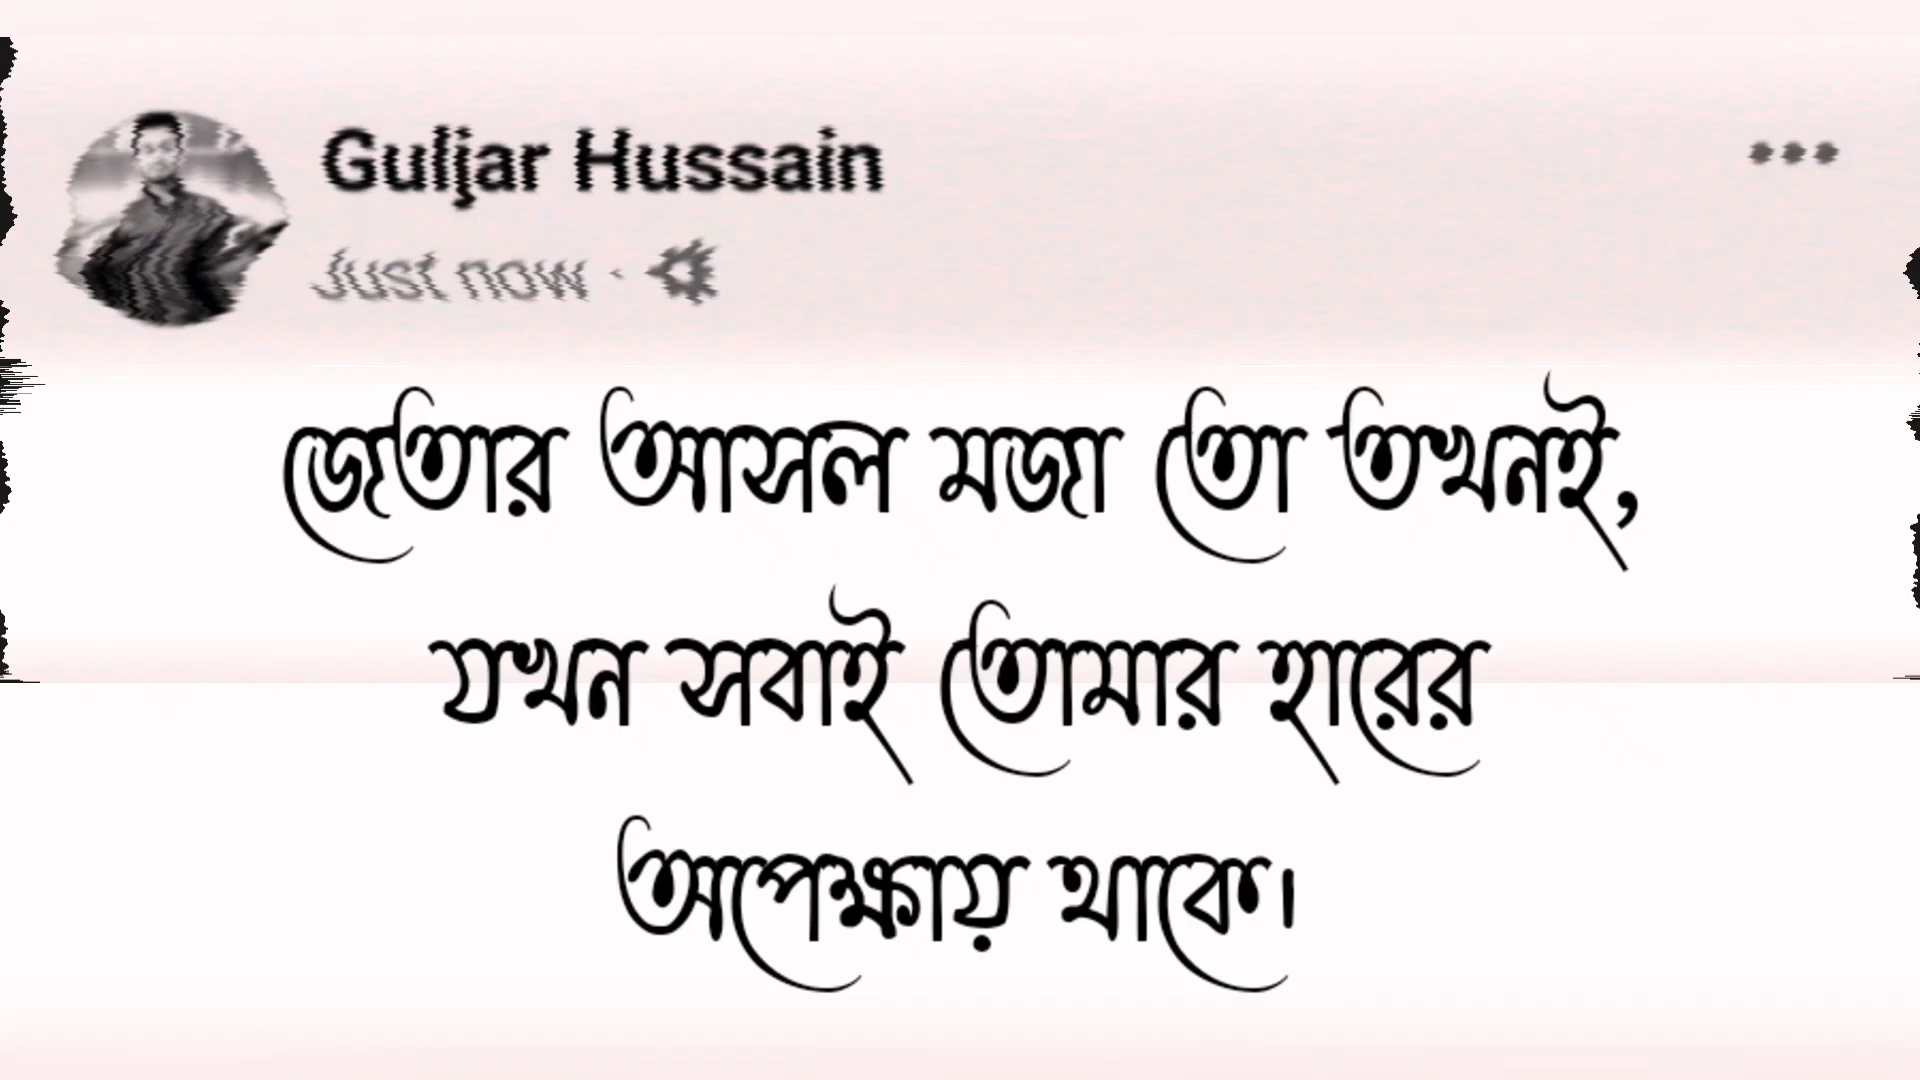 Guljar Hussain
Just now ·
জেতার আসল মজা তো তখনই,
যখন সবাই তোমার হারের
অপেক্ষায় থাকে।